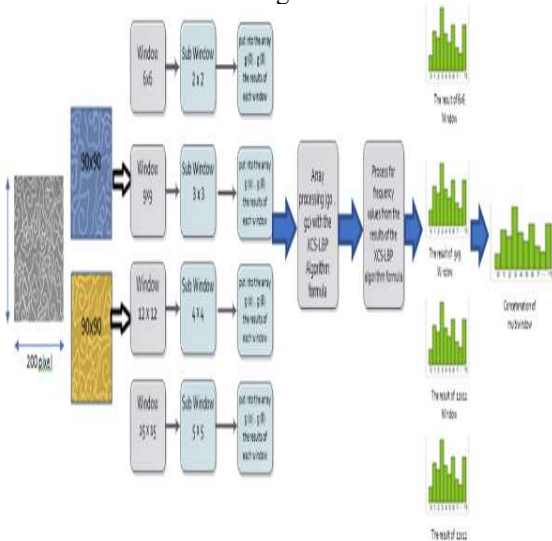 Window
6x6
Sub Window
2 x 2
put into the array
g (0) .. g (8)
the results of
each window
90x90
Window
9x9
Sub Window
3 x 3
put into the array
g (0) .. g (8)
the results of
each window
90x90
200 pixel
Window
12 x 12
Sub Window
4 x 4
put into the array
g (0) .. g (8)
the results of
each window
Window
15 x 15
Sub Window
5 x 5
put into the array
g (0) .. g (8)
the results of
each window
Array
processing (go
gc) with the
XCS-LBP
Algorithm
formula
Process for
frequency
values from the
results of the
XCS-LBP
algorithm formula
The result of 6x6
Window
The result of 9x9
Window
The result of 12x12
Window
The result of 12x12
Concatenation of
multiwindow